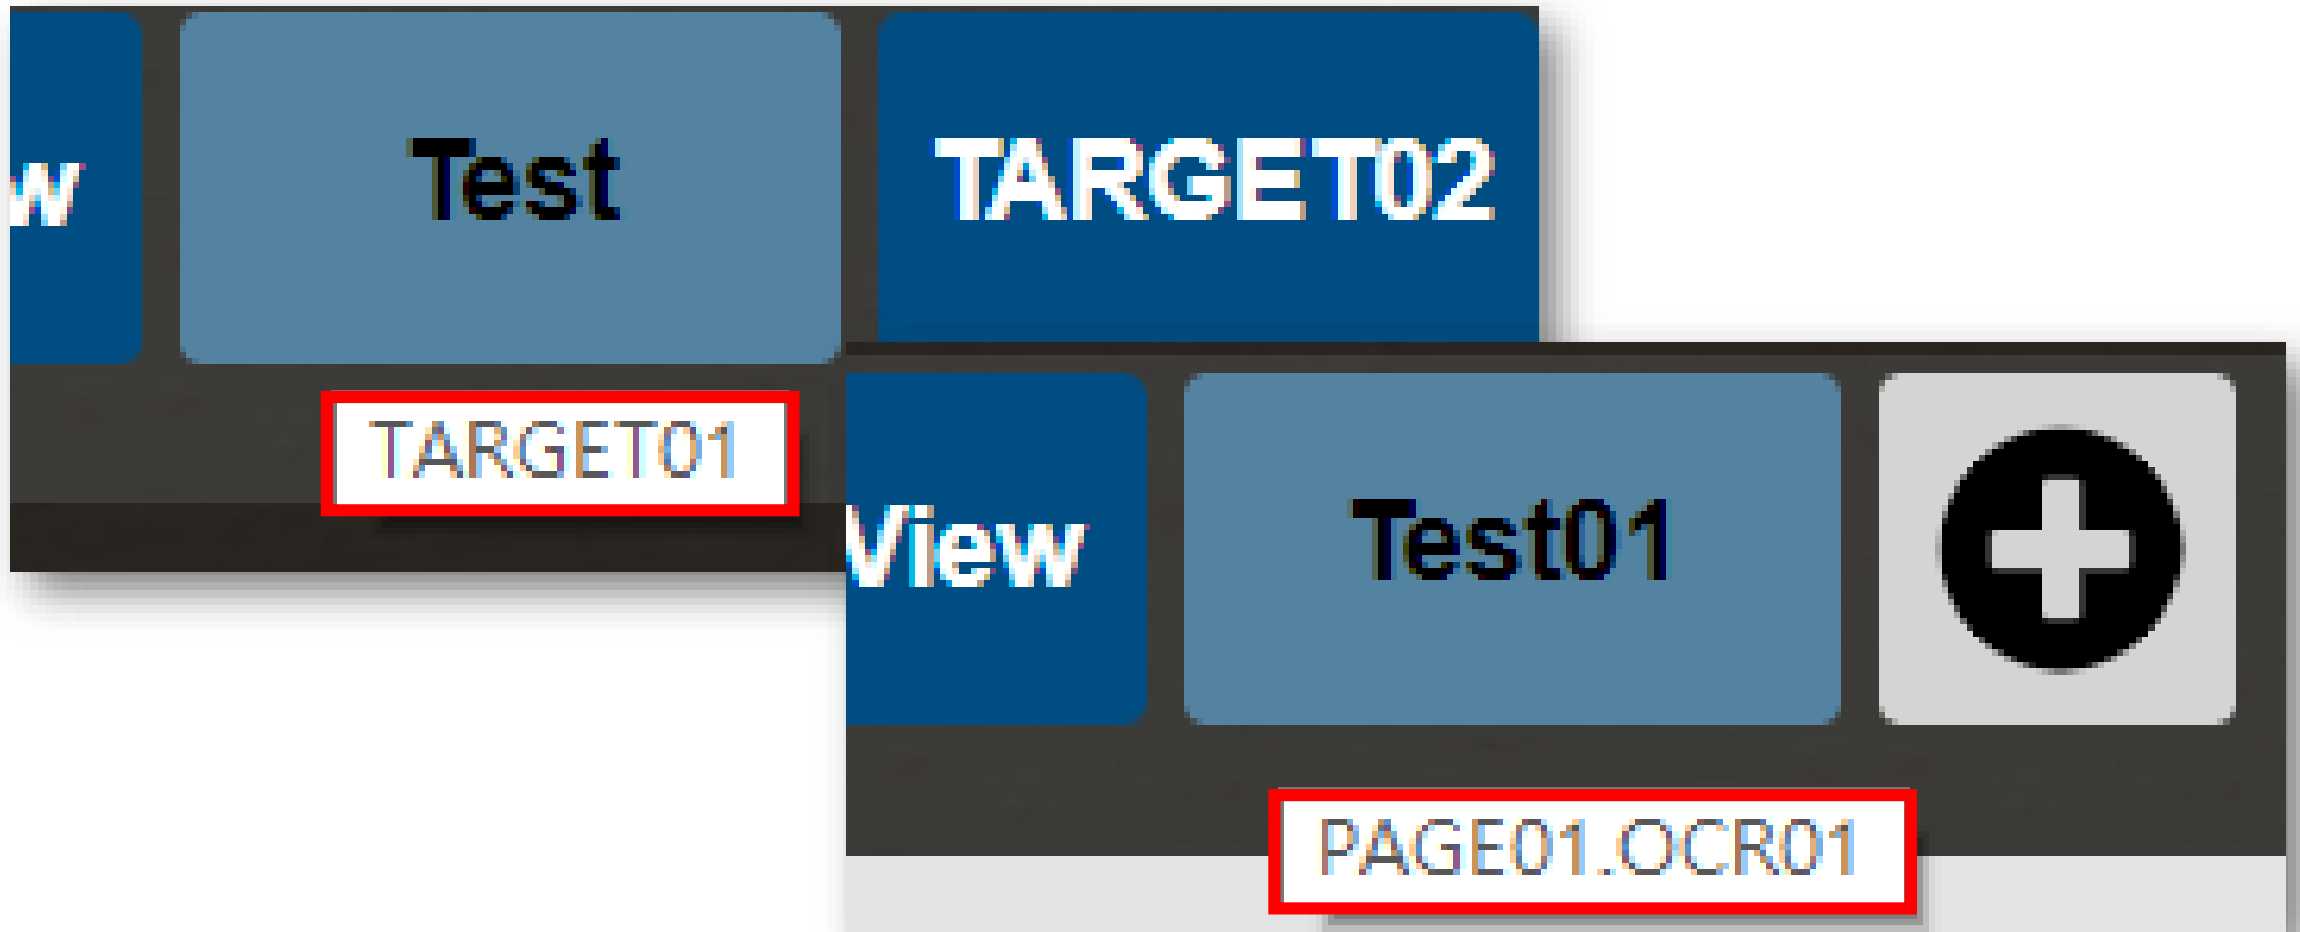 w Test TARGET02
TARGET01
View Test01
PAGE01.OCR01